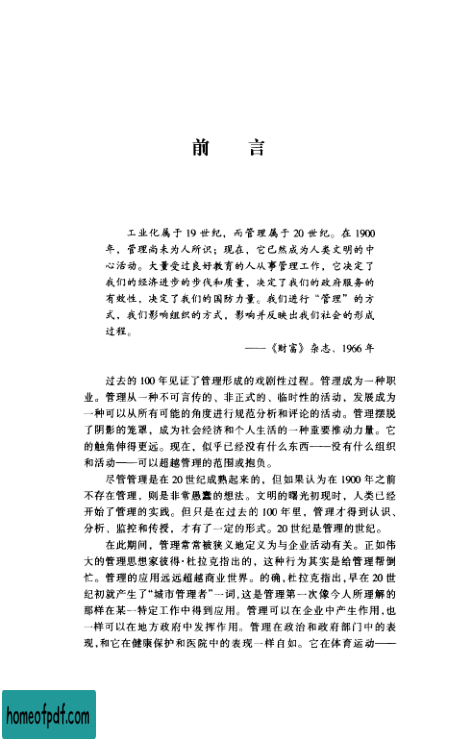 前 言
工业化属于 19 世纪，而管理属于 20 世纪。在 1900
年，管理尚未为人所识；现在，它已然成为人类文明的中
心活动。大量受过良好教育的人从事管理工作，它决定了
我们的经济进步的步伐和质量，决定了我们的政府服务的
有效性，决定了我们的国防力量。我们进行“管理”的方
式，我们影响组织的方式，影响并反映出我们社会的形成
过程。
——《财富》杂志、1966 年
过去的 100 年见证了管理形成的戏剧性过程。管理成为一种职
业。管理从一种不可言传的、非正式的、临时性的活动，发展成为
一种可以从所有可能的角度进行规范分析和评论的活动。管理摆脱
了阴影的笼罩，成为社会经济和个人生活的一种重要推动力量。它
的触角伸得更远。现在，似乎已经没有什么东西——没有什么组织
和活动——可以超越管理的范围或抱负。
尽管管理是在 20 世纪成熟起来的，但如果认为在 1900 年之前
不存在管理，则是非常愚蠢的想法。文明的曙光初现时，人类已经
开始了管理的实践。但只是在过去的 100 年里，管理才得到认识、
分析、监控和传授，才有了一定的形式。20 世纪是管理的世纪。
在此期间，管理常常被狭义地定义为与企业活动有关。正如伟
大的管理思想家彼得·杜拉克指出的，这种行为其实是给管理帮倒
忙。管理的应用远远超越商业世界。的确，杜拉克指出，早在 20 世
纪初就产生了“城市管理者”一词，这是管理第一次像今人所理解的
那样在某一特定工作中得到应用。管理可以在企业中产生作用，也
一样可以在地方政府中发挥作用。管理在政治和政府部门中的表
现，和它在健康保护和医院中的表现一样自如。它在体育运动——
homeofpdf.com